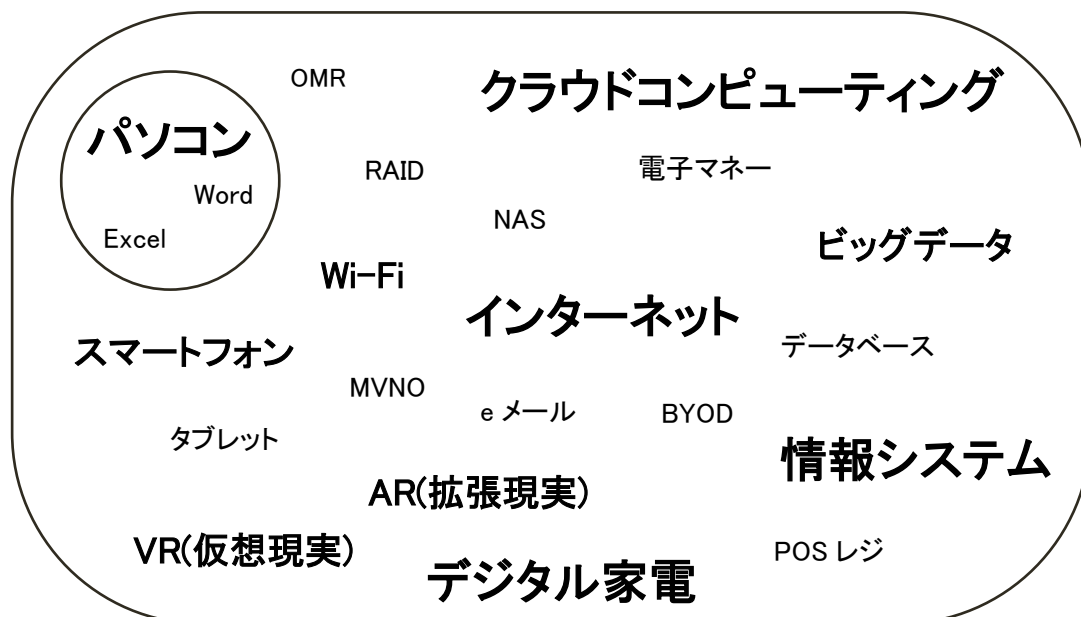 OMR
クラウドコンピューティング
パソコン
RAID
電子マネー
Word
NAS
Excel
ビッグデータ
Wi-Fi
インターネット
スマートフォン
データベース
MVNO
e メール
BYOD
タブレット
情報システム
AR(拡張現実)
VR(仮想現実)
POS レジ
デジタル家電